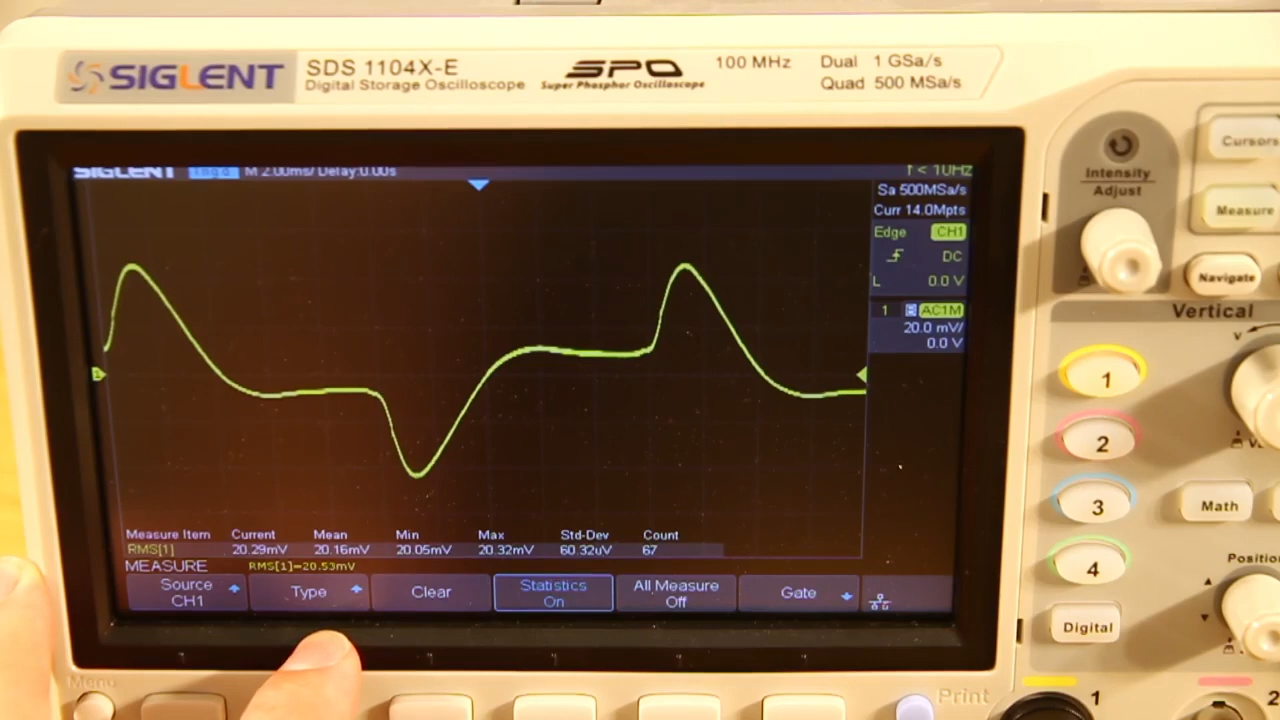 SIGLENT SDS 1104X-E SPO 100 MHz Dual 1 GSa/s
Digital Storage Oscilloscope Super Phosphor Oscilloscope Quad 500 MSa/s
SIGLENT Trig'd M 2.00ms/ Delay:0.00s f < 10Hz
Sa 500MSa/s
Curr 14.0Mpts
Edge CH1
DC
L 0.0 V
1 B AC1M
20.0 mV/
0.0 V
1
Measure Item Current Mean Min Max Std-Dev Count
RMS[1] 20.29mV 20.16mV 20.05mV 20.32mV 60.32uV 67
MEASURE RMS[1]=20.53mV
Source Type Clear Statistics All Measure Gate
CH1 On Off
Menu
Print
Intensity
Adjust
Cursors
Measure
Navigate
Vertical
V
1
2
3
Math
4
Position
Digital
1
2